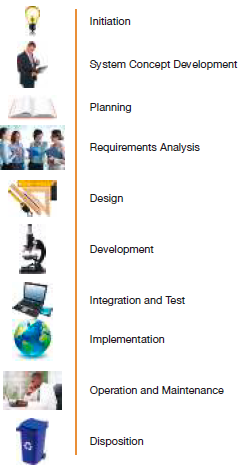 Initiation
System Concept Development
Planning
Requirements Analysis
Design
Development
Integration and Test
Implementation
Operation and Maintenance
Disposition